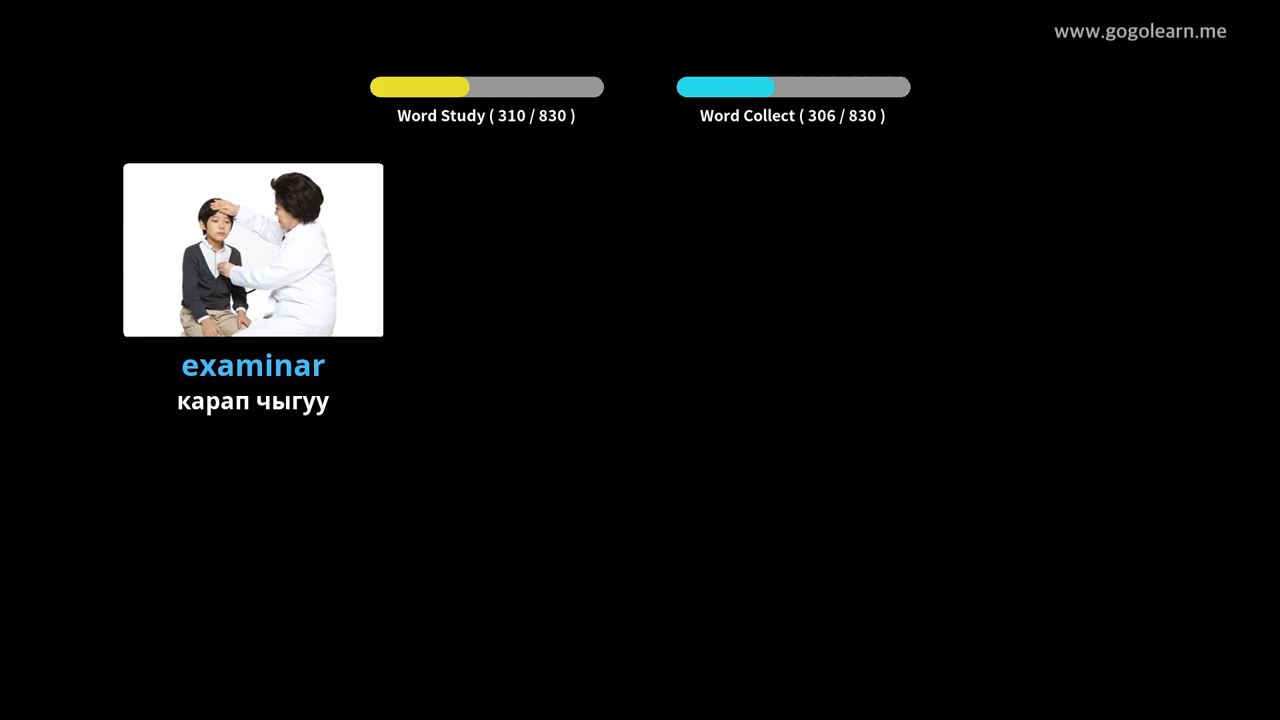 www.gogolearn.me
Word Study ( 310 / 830 )
Word Collect ( 306 / 830 )
examinar
карап чыгуу